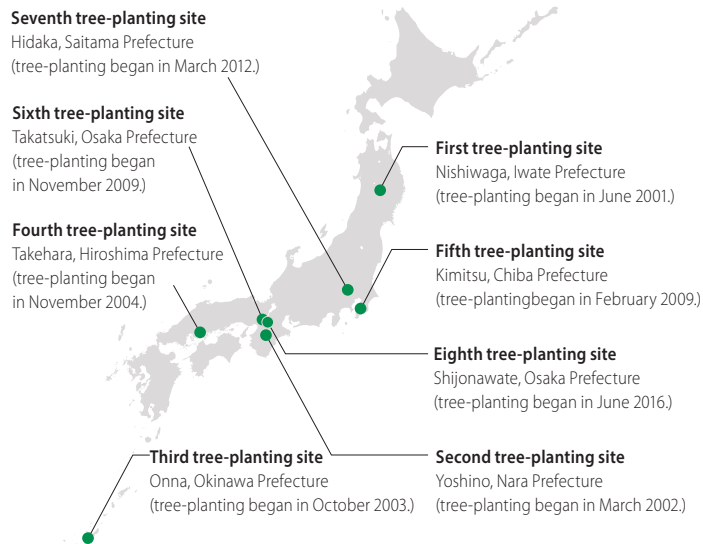 Seventh tree-planting site
Hidaka, Saitama Prefecture
(tree-planting began in March 2012.)
Sixth tree-planting site
Takatsuki, Osaka Prefecture
(tree-planting began
in November 2009.)
Fourth tree-planting site
Takehara, Hiroshima Prefecture
(tree-planting began
in November 2004.)
First tree-planting site
Nishiwaga, Iwate Prefecture
(tree-planting began in June 2001.)
Fifth tree-planting site
Kimitsu, Chiba Prefecture
(tree-plantingbegan in February 2009.)
Eighth tree-planting site
Shijonawate, Osaka Prefecture
(tree-planting began in June 2016.)
Third tree-planting site
Onna, Okinawa Prefecture
(tree-planting began in October 2003.)
Second tree-planting site
Yoshino, Nara Prefecture
(tree-planting began in March 2002.)